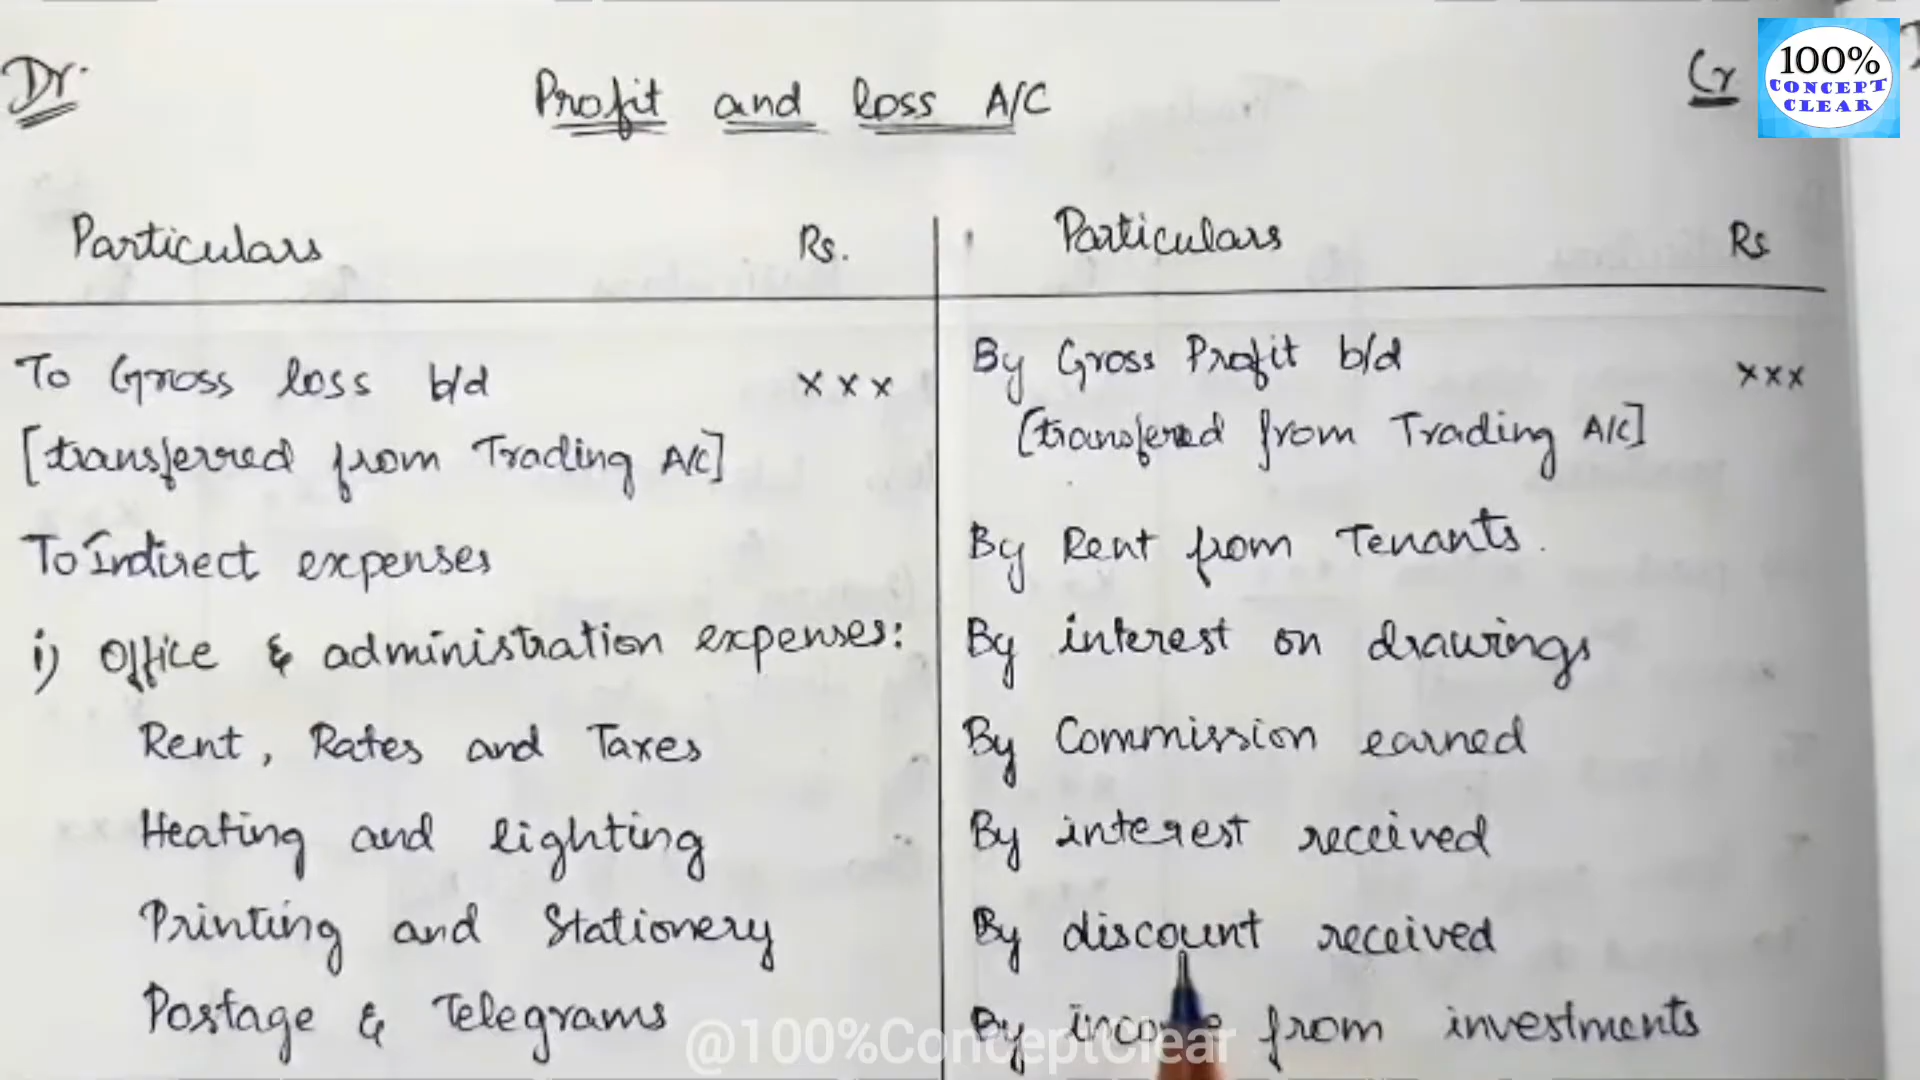 Dr.
Profit and loss A/C
Cr
100%
CONCEPT
CLEAR
Particulars Rs.
To Gross loss b/d xxx
[transferred from Trading A/C]
To Indirect expenses
i) Office & administration expenses:
Rent, Rates and Taxes
Heating and lighting
Printing and Stationery
Postage & Telegrams
Particulars Rs
By Gross Profit b/d xxx
[transfered from Trading A/C]
By Rent from Tenants.
By interest on drawings
By Commission earned
By interest received
By discount received
By income from investments
@100%ConceptClear